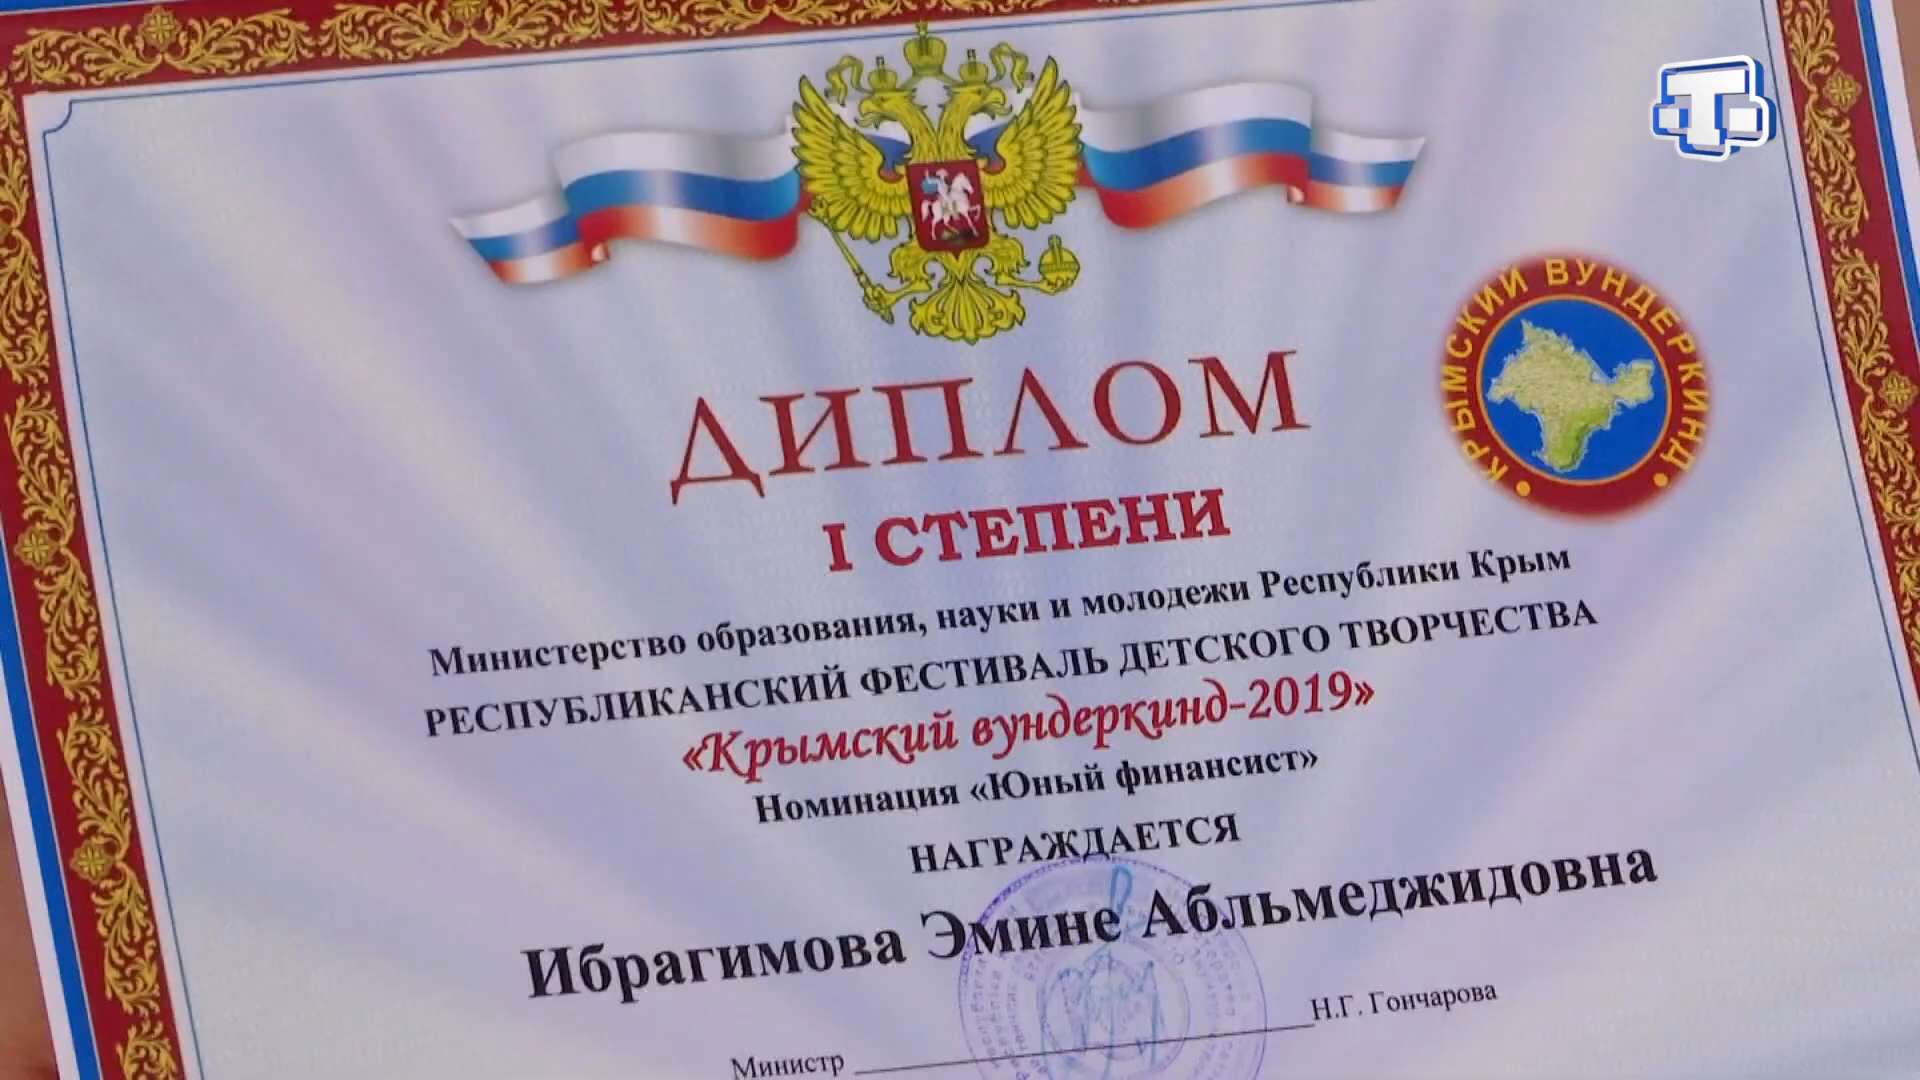 Т
КРЫМСКИЙ ВУНДЕРКИНД
ДИПЛОМ
I СТЕПЕНИ
Министерство образования, науки и молодежи Республики Крым
РЕСПУБЛИКАНСКИЙ ФЕСТИВАЛЬ ДЕТСКОГО ТВОРЧЕСТВА
«Крымский вундеркинд-2019»
Номинация «Юный финансист»
НАГРАЖДАЕТСЯ
Ибрагимова Эмине Абльмеджидовна
Министр Н.Г. Гончарова